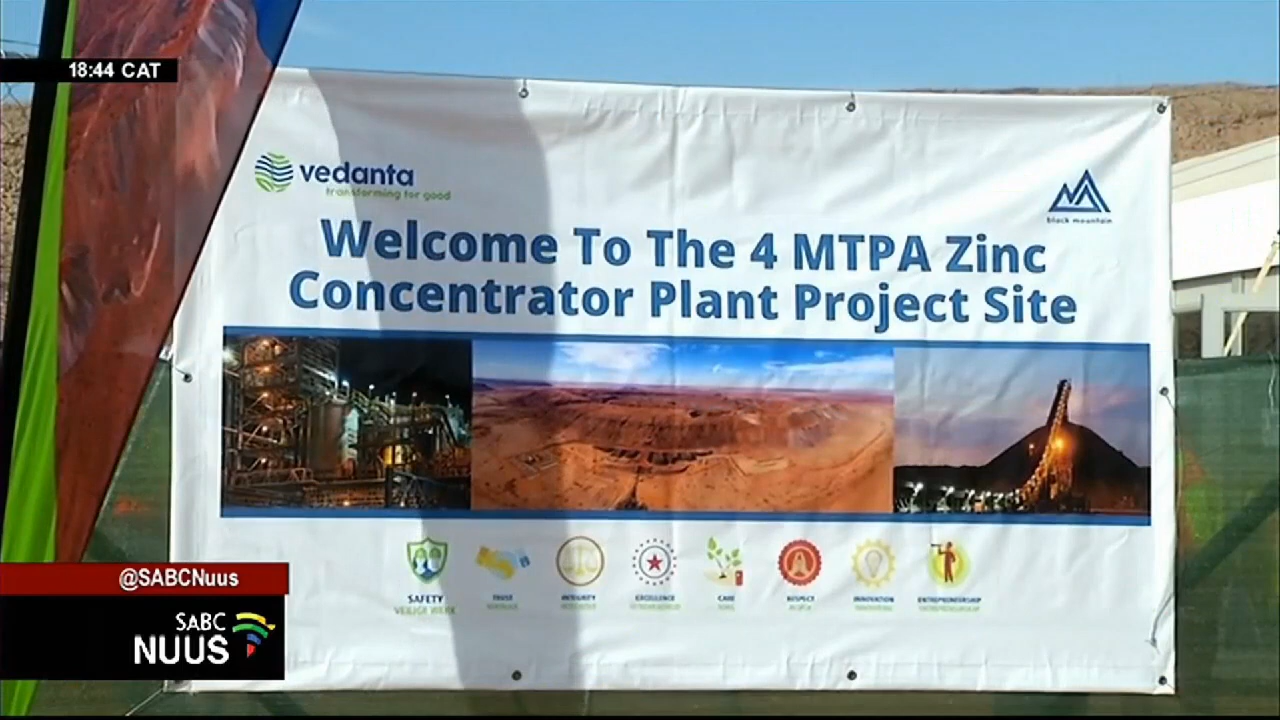 18:44 CAT
vedanta
transforming for good
black mountain
Welcome To The 4 MTPA Zinc
Concentrator Plant Project Site
SAFETY
TRUST
INTEGRITY
EXCELLENCE
CARE
RESPECT
INNOVATION
ENTREPRENEURSHIP
@SABCNuus
SABC
NUUS